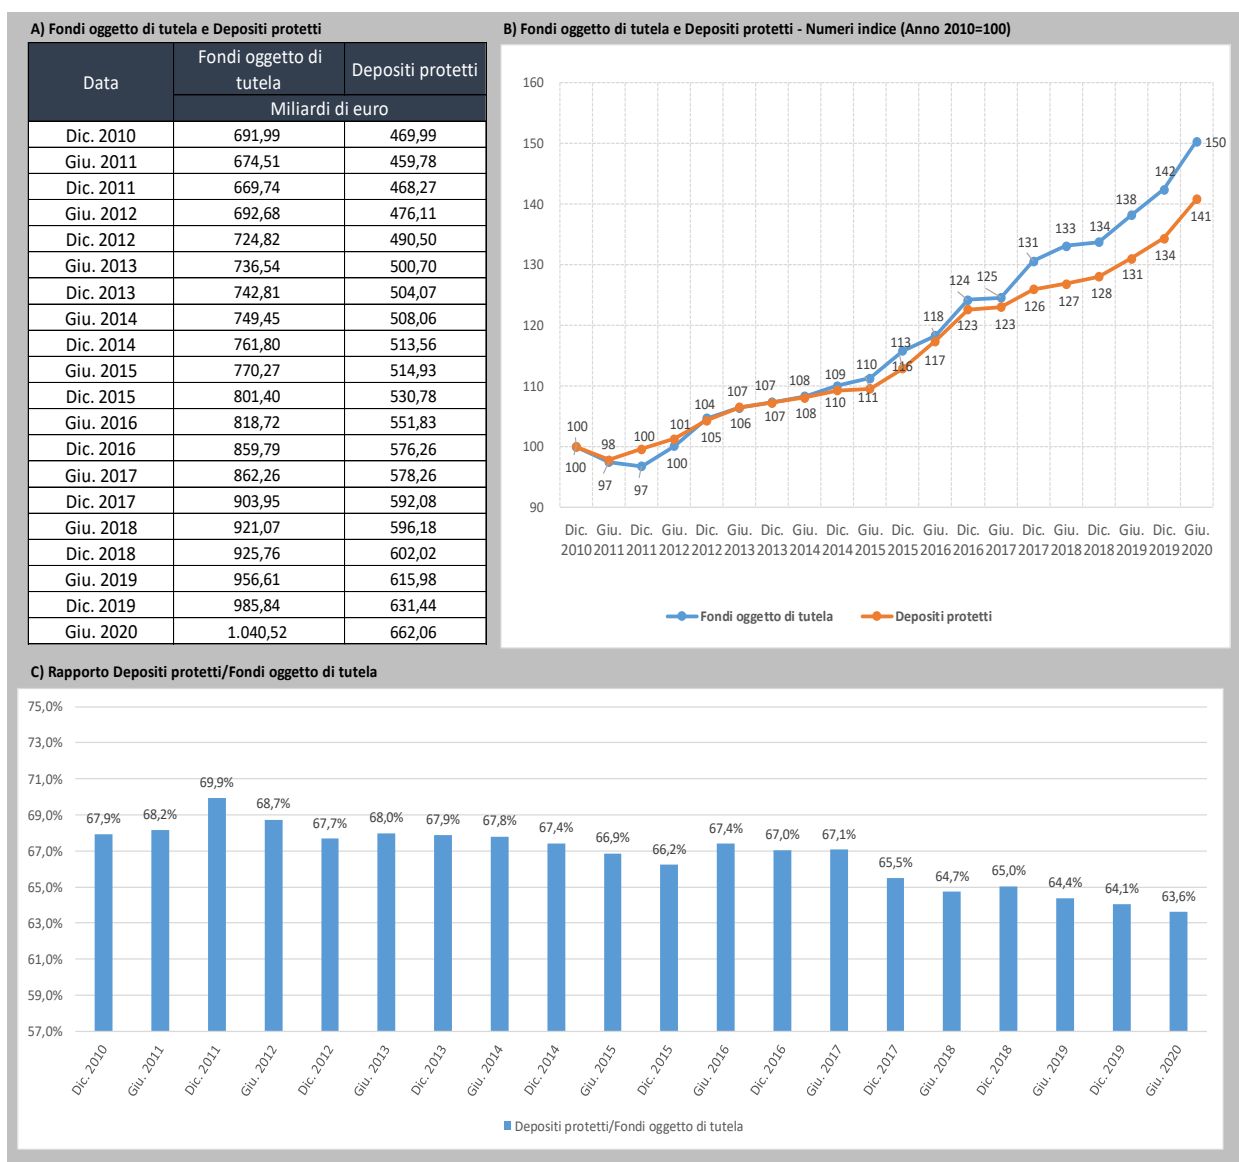 A) Fondi oggetto di tutela e Depositi protetti
Data
Fondi oggetto di tutela
Depositi protetti
Miliardi di euro
Dic. 2010 691,99 469,99
Giu. 2011 674,51 459,78
Dic. 2011 669,74 468,27
Giu. 2012 692,68 476,11
Dic. 2012 724,82 490,50
Giu. 2013 736,54 500,70
Dic. 2013 742,81 504,07
Giu. 2014 749,45 508,06
Dic. 2014 761,80 513,56
Giu. 2015 770,27 514,93
Dic. 2015 801,40 530,78
Giu. 2016 818,72 551,83
Dic. 2016 859,79 576,26
Giu. 2017 862,26 578,26
Dic. 2017 903,95 592,08
Giu. 2018 921,07 596,18
Dic. 2018 925,76 602,02
Giu. 2019 956,61 615,98
Dic. 2019 985,84 631,44
Giu. 2020 1.040,52 662,06
B) Fondi oggetto di tutela e Depositi protetti - Numeri indice (Anno 2010=100)
160
150
140
130
120
110
100
90
100 98 100 101 104 107 107 108 109 110 113 118 124 125 131 133 134 138 142 150
100 97 97 100 105 106 107 108 110 111 116 117 123 123 126 127 128 131 134 141
Dic. Giu. Dic. Giu. Dic. Giu. Dic. Giu. Dic. Giu. Dic. Giu. Dic. Giu. Dic. Giu. Dic. Giu. Dic. Giu.
2010 2011 2011 2012 2012 2013 2013 2014 2014 2015 2015 2016 2016 2017 2017 2018 2018 2019 2019 2020
Fondi oggetto di tutela Depositi protetti
C) Rapporto Depositi protetti/Fondi oggetto di tutela
75,0%
73,0%
71,0%
69,0%
67,0%
65,0%
63,0%
61,0%
59,0%
57,0%
67,9% 68,2% 69,9% 68,7% 67,7% 68,0% 67,9% 67,8% 67,4% 66,9% 66,2% 67,4% 67,0% 67,1% 65,5% 64,7% 65,0% 64,4% 64,1% 63,6%
Dic. 2010 Giu. 2011 Dic. 2011 Giu. 2012 Dic. 2012 Giu. 2013 Dic. 2013 Giu. 2014 Dic. 2014 Giu. 2015 Dic. 2015 Giu. 2016 Dic. 2016 Giu. 2017 Dic. 2017 Giu. 2018 Dic. 2018 Giu. 2019 Dic. 2019 Giu. 2020
Depositi protetti/Fondi oggetto di tutela